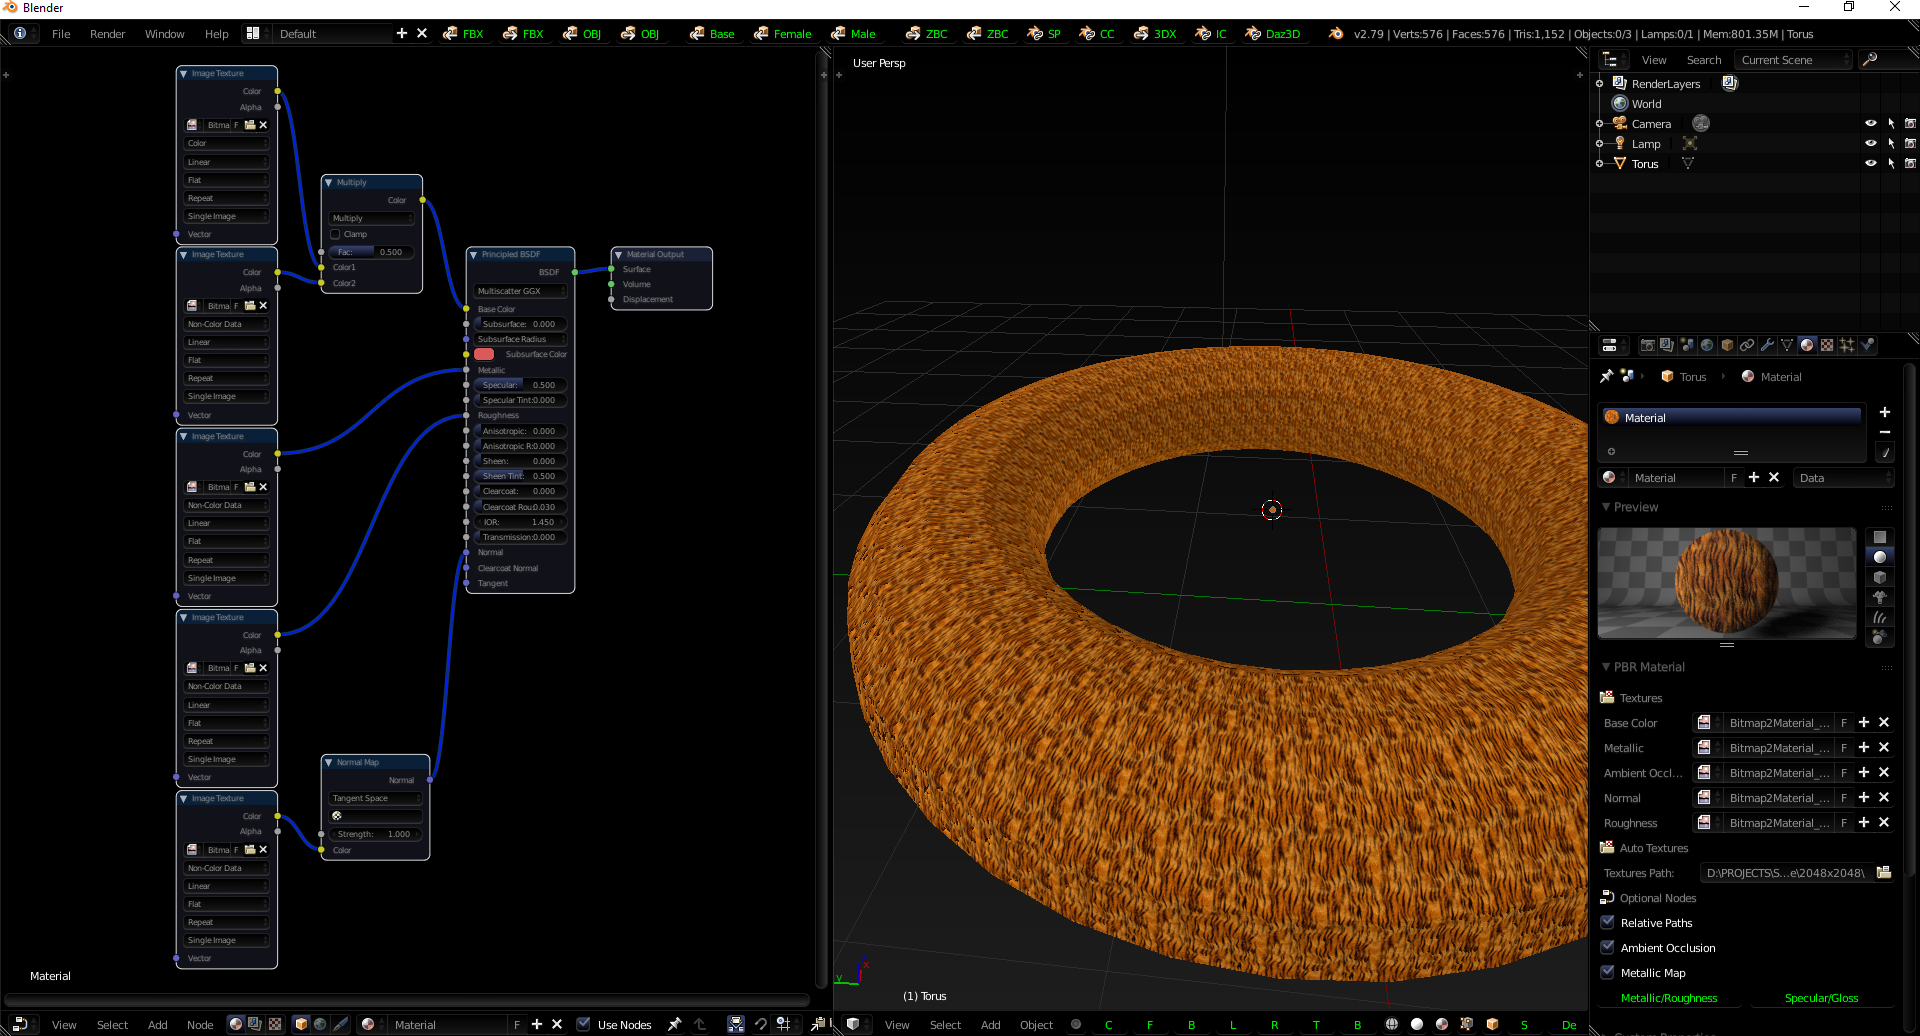 Blender
File Render Window Help Default FBX FBX OBJ OBJ Base Female Male ZBC ZBC SP CC 3DX IC Daz3D v2.79 | Verts:576 | Faces:576 | Tris:1,152 | Objects:0/3 | Lamps:0/1 | Mem:801.35M | Torus
Image Texture
Color
Alpha
Bitma F
Color
Linear
Flat
Repeat
Single Image
Vector
Image Texture
Color
Alpha
Bitma F
Non-Color Data
Linear
Flat
Repeat
Single Image
Vector
Image Texture
Color
Alpha
Bitma F
Non-Color Data
Linear
Flat
Repeat
Single Image
Vector
Image Texture
Color
Alpha
Bitma F
Non-Color Data
Linear
Flat
Repeat
Single Image
Vector
Image Texture
Color
Alpha
Bitma F
Non-Color Data
Linear
Flat
Repeat
Single Image
Vector
Multiply
Color
Multiply
Clamp
Fac: 0.500
Color1
Color2
Principled BSDF
BSDF
Multiscatter GGX
Base Color
Subsurface: 0.000
Subsurface Radius
Subsurface Color
Metallic
Specular: 0.500
Specular Tint:0.000
Roughness
Anisotropic: 0.000
Anisotropic R:0.000
Sheen: 0.000
Sheen Tint: 0.500
Clearcoat: 0.000
Clearcoat Rou:0.030
IOR: 1.450
Transmission:0.000
Normal
Clearcoat Normal
Tangent
Material Output
Surface
Volume
Displacement
Normal Map
Normal
Tangent Space
Strength: 1.000
Color
Material
View Select Add Node Material F Use Nodes
User Persp
y x
(1) Torus
View Select Add Object C F B L R T B S De
View Search Current Scene
RenderLayers
World
Camera
Lamp
Torus
Torus Material
Material
Material F Data
Preview
PBR Material
Textures
Base Color Bitmap2Material_... F
Metallic Bitmap2Material_... F
Ambient Occl... Bitmap2Material_... F
Normal Bitmap2Material_... F
Roughness Bitmap2Material_... F
Auto Textures
Textures Path: D:\PROJECTS\S...e\2048x2048\
Optional Nodes
Relative Paths
Ambient Occlusion
Metallic Map
Metallic/Roughness Specular/Gloss